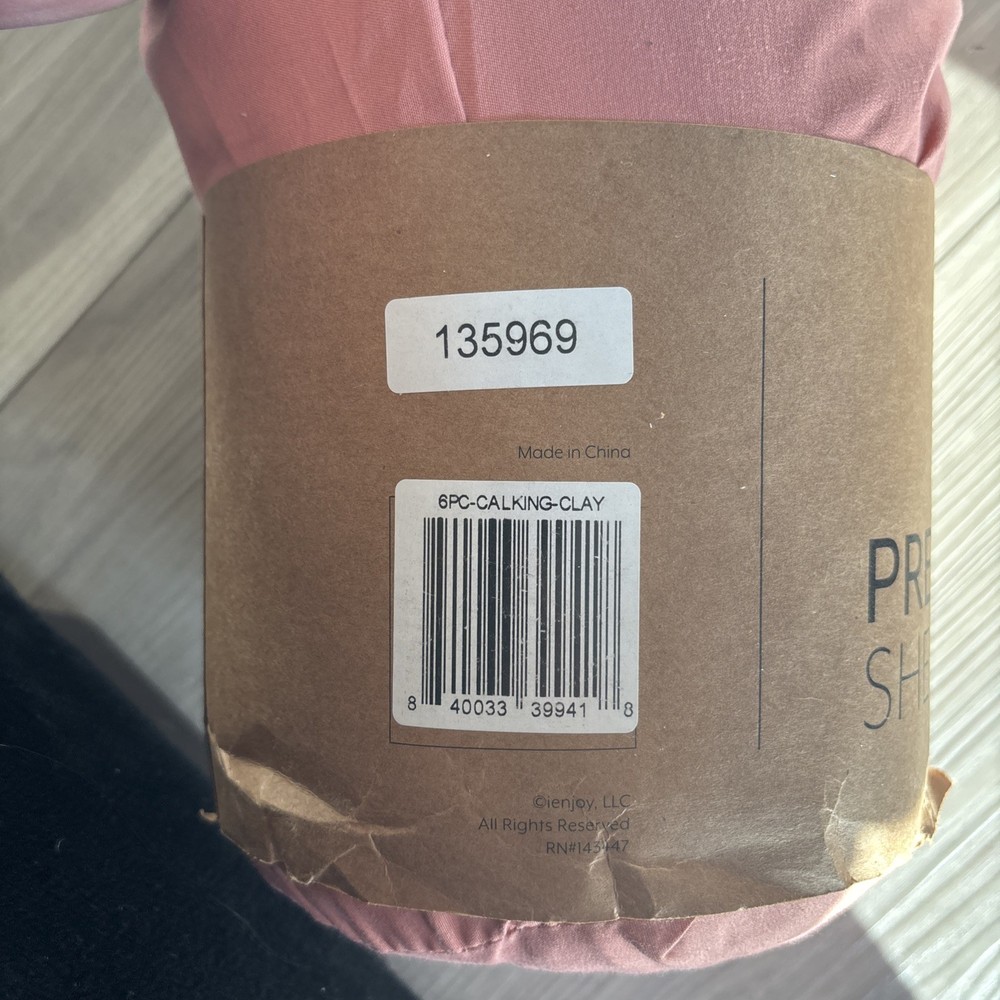 135969
Made in China
6PC-CALKING-CLAY
8 40033 39941 8
PRE
SHE
©ienjoy, LLC
All Rights Reserved